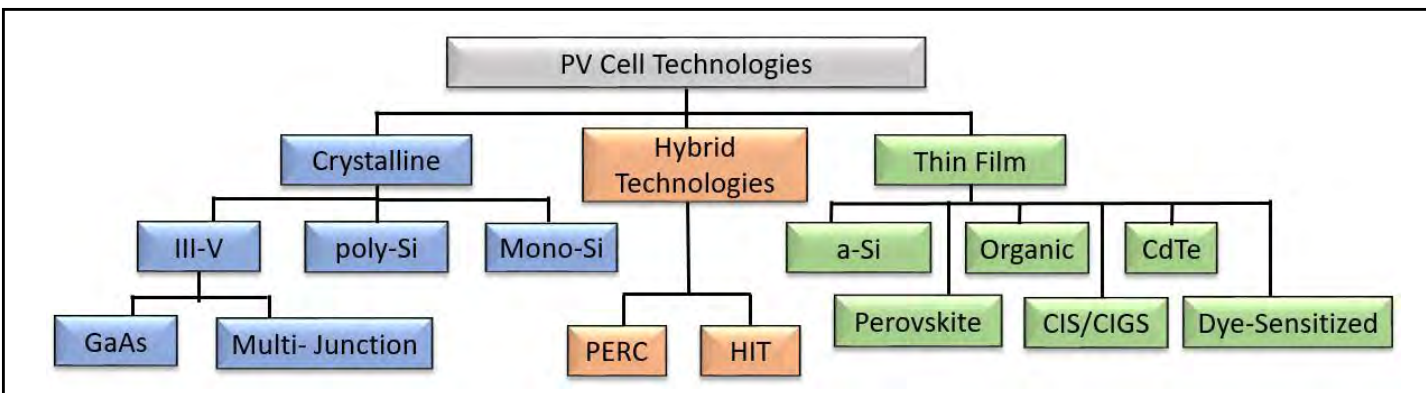 PV Cell Technologies
Crystalline
Hybrid
Technologies
Thin Film
III-V
poly-Si
Mono-Si
a-Si
Organic
CdTe
GaAs
Multi- Junction
PERC
HIT
Perovskite
CIS/CIGS
Dye-Sensitized